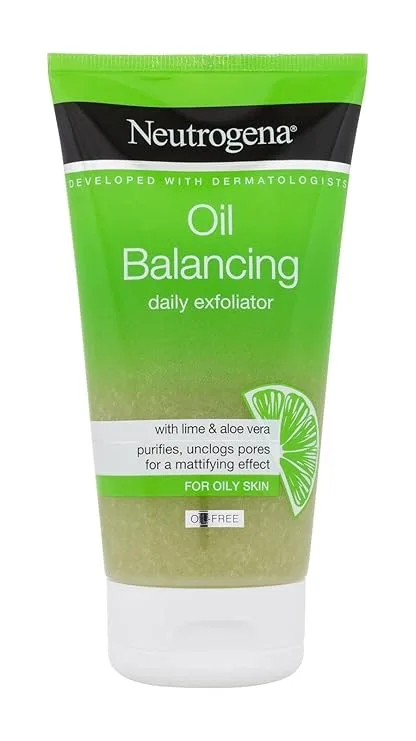 Neutrogena®
DEVELOPED WITH DERMATOLOGISTS
Oil
Balancing
daily exfoliator
with lime & aloe vera
purifies, unclogs pores
for a mattifying effect
FOR OILY SKIN
OIL-FREE